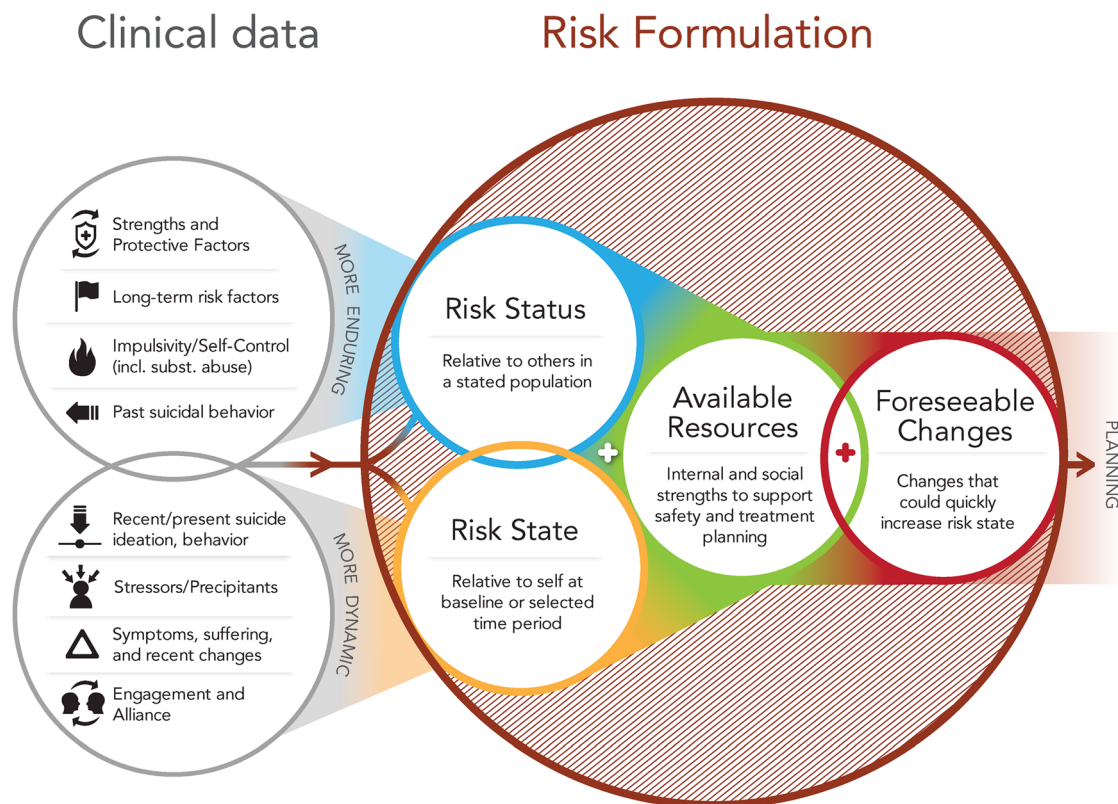 Clinical data
Risk Formulation
Strengths and
Protective Factors
Long-term risk factors
Impulsivity/Self-Control
(incl. subst. abuse)
Past suicidal behavior
MORE ENDURING
Recent/present suicide
ideation, behavior
Stressors/Precipitants
Symptoms, suffering,
and recent changes
Engagement and
Alliance
MORE DYNAMIC
Risk Status
Relative to others in
a stated population
Risk State
Relative to self at
baseline or selected
time period
Available
Resources
Internal and social
strengths to support
safety and treatment
planning
Foreseeable
Changes
Changes that
could quickly
increase risk state
PLANNING